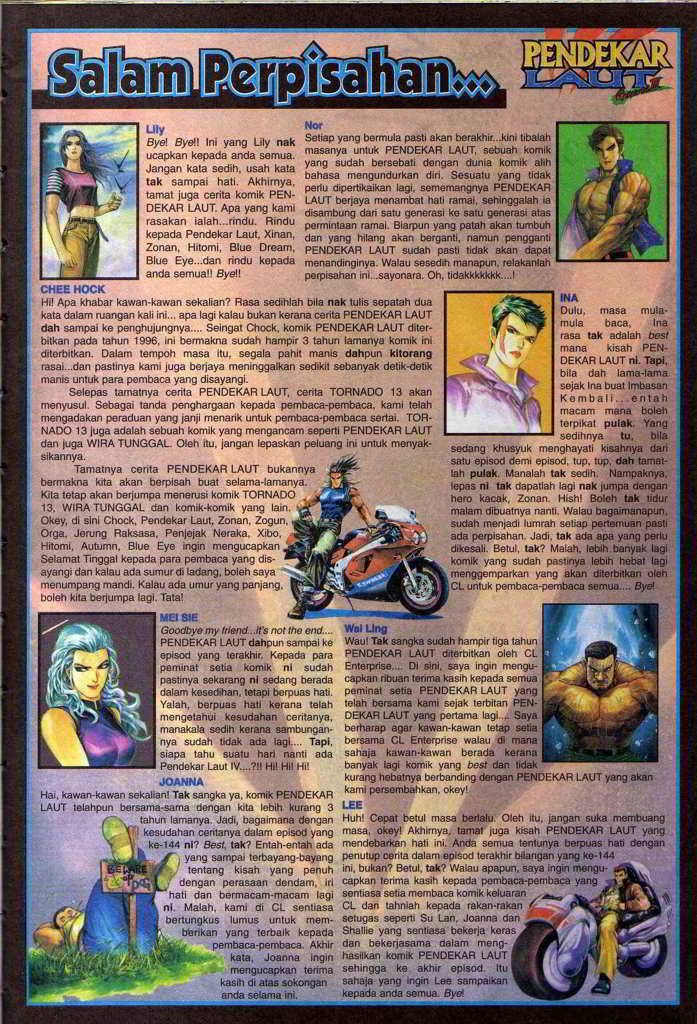 Salam Perpisahan...
PENDEKAR
LAUT
Lily
Bye! Bye!! Ini yang Lily nak
ucapkan kepada anda semua.
Jangan kata sedih, usah kata
tak sampai hati. Akhirnya,
tamat juga cerita komik PEN-
DEKAR LAUT. Apa yang kami
rasakan ialah...rindu. Rindu
kepada Pendekar Laut, Xinan,
Zonan, Hitomi, Blue Dream,
Blue Eye...dan rindu kepada
anda semua!! Bye!!
Nor
Setiap yang bermula pasti akan berakhir...kini tibalah
masanya untuk PENDEKAR LAUT, sebuah komik
yang sudah bersebati dengan dunia komik alih
bahasa mengundurkan diri. Sesuatu yang tidak
perlu dipertikaikan lagi, sememangnya PENDEKAR
LAUT berjaya menambat hati ramai, sehinggalah ia
disambung dari satu generasi ke satu generasi atas
permintaan ramai. Biarpun yang patah akan tumbuh
dan yang hilang akan berganti, namun pengganti
PENDEKAR LAUT sudah pasti tidak akan dapat
menandinginya. Walau sesedih manapun, relakanlah
perpisahan ini...sayonara. Oh, tidakkkkkkk....!
CHEE HOCK
Hi! Apa khabar kawan-kawan sekalian? Rasa sedihlah bila nak tulis sepatah dua
kata dalam ruangan kali ini... apa lagi kalau bukan kerana cerita PENDEKAR LAUT
dah sampai ke penghujungnya.... Seingat Chock, komik PENDEKAR LAUT diter-
bitkan pada tahun 1996, ini bermakna sudah hampir 3 tahun lamanya komik ini
diterbitkan. Dalam tempoh masa itu, segala pahit manis dahpun kitorang
rasai...dan pastinya kami juga berjaya meninggalkan sedikit sebanyak detik-detik
manis untuk para pembaca yang disayangi.
Selepas tamatnya cerita PENDEKAR LAUT, cerita TORNADO 13 akan
menyusul. Sebagai tanda penghargaan kepada pembaca-pembaca, kami telah
mengadakan peraduan yang janji menarik untuk pembaca-pembaca sertai. TOR-
NADO 13 juga adalah sebuah komik yang mengancam seperti PENDEKAR LAUT
dan juga WIRA TUNGGAL. Oleh itu, jangan lepaskan peluang ini untuk menyak-
sikannya.
Tamatnya cerita PENDEKAR LAUT bukannya
bermakna kita akan berpisah buat selama-lamanya.
Kita tetap akan berjumpa menerusi komik TORNADO
13, WIRA TUNGGAL dan komik-komik yang lain.
Okey, di sini Chock, Pendekar Laut, Zonan, Zogun,
Orga, Jerung Raksasa, Penjejak Neraka, Xibo,
Hitomi, Autumn, Blue Eye ingin mengucapkan
Selamat Tinggal kepada para pembaca yang dis-
ayangi dan kalau ada sumur di ladang, boleh saya
menumpang mandi. Kalau ada umur yang panjang,
boleh kita berjumpa lagi. Tata!
KAWASAKI
INA
Dulu, masa mula-
mula baca, Ina
rasa tak adalah best
mana kisah PEN-
DEKAR LAUT ni. Tapi,
bila dah lama-lama
sejak Ina buat Imbasan
Kembali...entah
macam mana boleh
terpikat pulak. Yang
sedihnya tu, bila
sedang khusyuk menghayati kisahnya dari
satu episod demi episod, tup, tup, dah tamat-
lah pulak. Manalah tak sedih. Nampaknya,
lepas ni tak dapatlah lagi nak jumpa dengan
hero kacak, Zonan. Hish! Boleh tak tidur
malam dibuatnya nanti. Walau bagaimanapun,
sudah menjadi lumrah setiap pertemuan pasti
ada perpisahan. Jadi, tak ada apa yang perlu
dikesali. Betul, tak? Malah, lebih banyak lagi
komik yang sudah pastinya lebih hebat lagi
menggemparkan yang akan diterbitkan oleh
CL untuk pembaca-pembaca semua.... Bye!
MEI SIE
Goodbye my friend...it's not the end....
PENDEKAR LAUT dahpun sampai ke
episod yang terakhir. Kepada para
peminat setia komik ni sudah
pastinya sekarang ni sedang berada
dalam kesedihan, tetapi berpuas hati.
Yalah, berpuas hati kerana telah
mengetahui kesudahan ceritanya,
manakala sedih kerana sambungan-
nya sudah tidak ada lagi.... Tapi,
siapa tahu suatu hari nanti ada
Pendekar Laut IV....?!! Hi! Hi! Hi!
Wai Ling
Wau! Tak sangka sudah hampir tiga tahun
PENDEKAR LAUT diterbitkan oleh CL
Enterprise.... Di sini, saya ingin mengu-
capkan ribuan terima kasih kepada semua
peminat setia PENDEKAR LAUT yang
telah bersama kami sejak terbitan PEN-
DEKAR LAUT yang pertama lagi.... Saya
berharap agar kawan-kawan tetap setia
bersama CL Enterprise walau di mana
sahaja kawan-kawan berada kerana
banyak lagi komik yang best dan tidak
kurang hebatnya berbanding dengan PENDEKAR LAUT yang akan
kami persembahkan, okey!
JOANNA
Hai, kawan-kawan sekalian! Tak sangka ya, komik PENDEKAR
LAUT telahpun bersama-sama dengan kita lebih kurang 3
tahun lamanya. Jadi, bagaimana dengan
kesudahan ceritanya dalam episod yang
ke-144 ni? Best, tak? Entah-entah ada
yang sampai terbayang-bayang
tentang kisah yang penuh
dengan perasaan dendam, iri
hati dan bermacam-macam lagi
ni. Malah, kami di CL sentiasa
bertungkus lumus untuk mem-
berikan yang terbaik kepada
pembaca-pembaca. Akhir
kata, Joanna ingin
mengucapkan terima
kasih di atas sokongan
anda selama ini.
BEWARE
OF
DOG
LEE
Huh! Cepat betul masa berlalu. Oleh itu, jangan suka membuang
masa, okey! Akhirnya, tamat juga kisah PENDEKAR LAUT yang
mendebarkan hati ini. Anda semua tentunya berpuas hati dengan
penutup cerita dalam episod terakhir bilangan yang ke-144
ini, bukan? Betul, tak? Walau apapun, saya ingin mengu-
capkan terima kasih kepada pembaca-pembaca yang
sentiasa setia membaca komik keluaran
CL dan tahniah kepada rakan-rakan
setugas seperti Su Lan, Joanna dan
Shallie yang sentiasa bekerja keras
dan bekerjasama dalam meng-
hasilkan komik PENDEKAR LAUT
sehingga ke akhir episod. Itu
sahaja yang ingin Lee sampaikan
kepada anda semua. Bye!